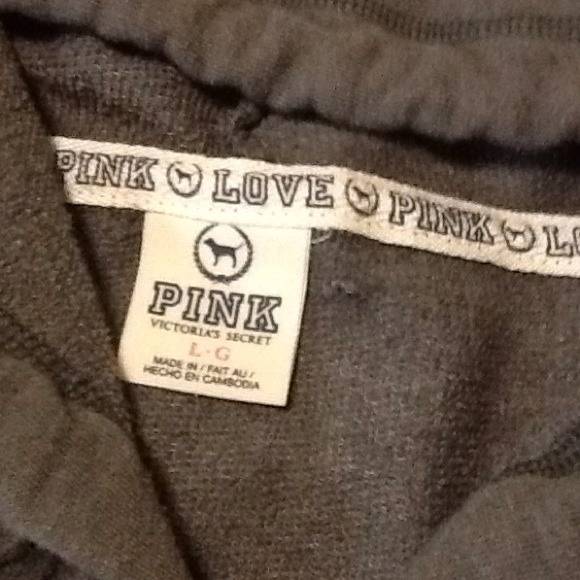 PINK LOVE PINK LO
PINK
VICTORIA'S SECRET
L · G
MADE IN / FAIT AU /
HECHO EN CAMBODIA